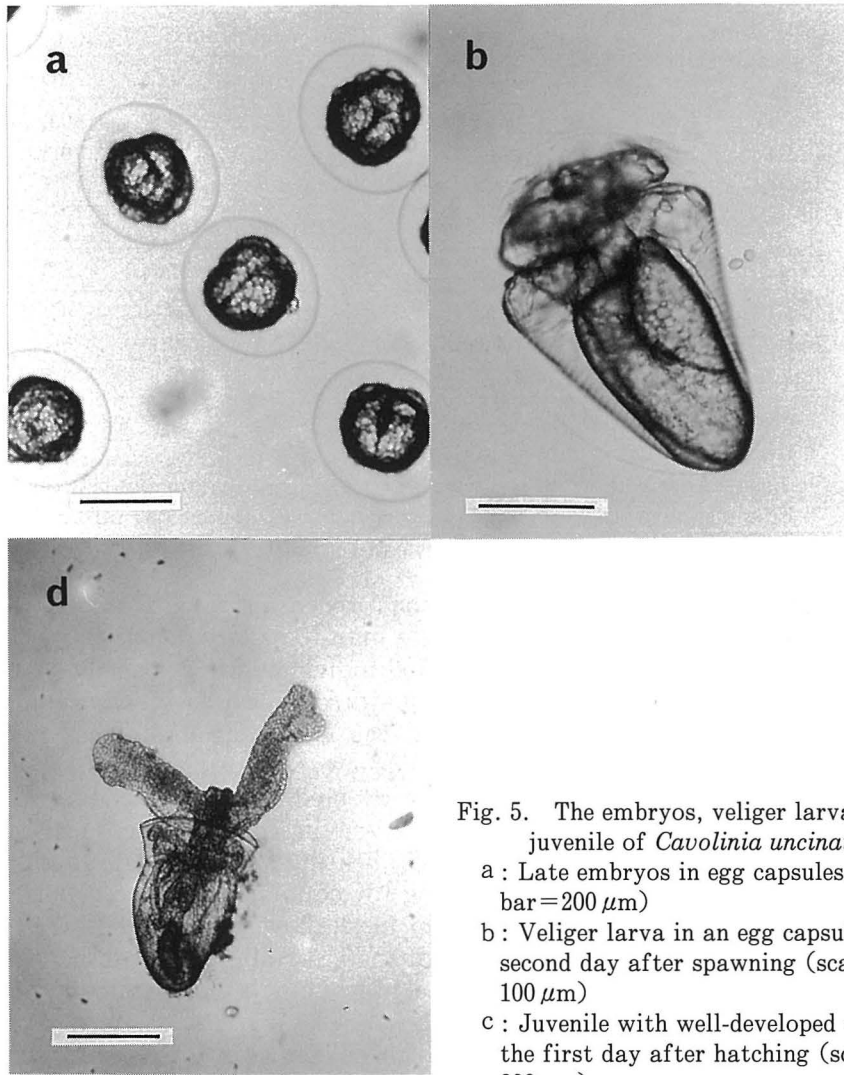 a
b
d
Fig. 5. The embryos, veliger larva
juvenile of Cavolinia uncina
a : Late embryos in egg capsules
bar=200 μm)
b : Veliger larva in an egg capsu
second day after spawning (sca
100 μm)
c : Juvenile with well-developed
the first day after hatching (sc